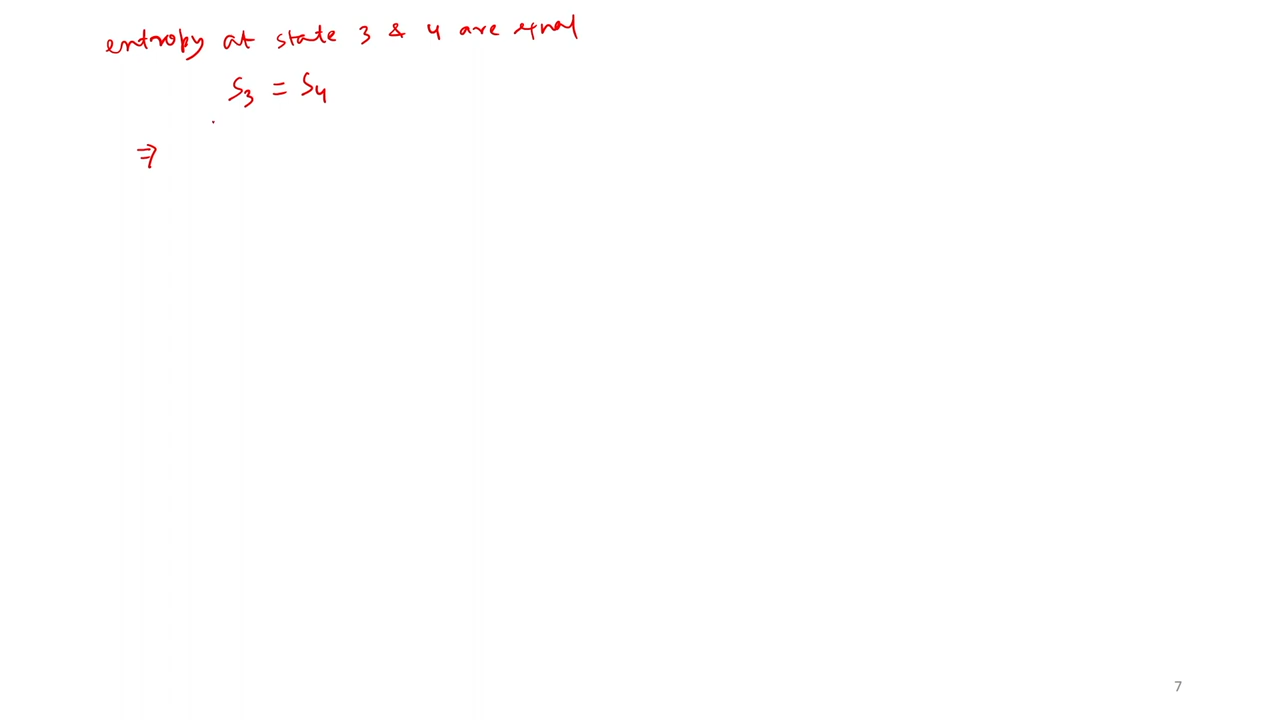 entropy at state 3 & 4 are equal
S₃ = S₄
⇒
7